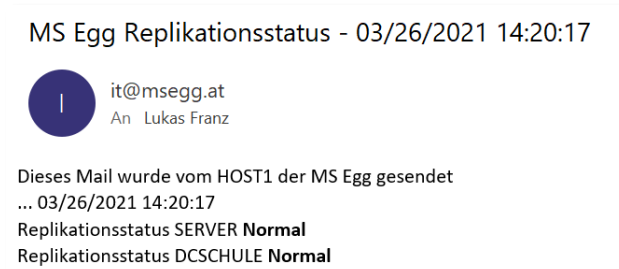 MS Egg Replikationsstatus - 03/26/2021 14:20:17
I
it@msegg.at
An Lukas Franz
Dieses Mail wurde vom HOST1 der MS Egg gesendet
... 03/26/2021 14:20:17
Replikationsstatus SERVER Normal
Replikationsstatus DCSCHULE Normal